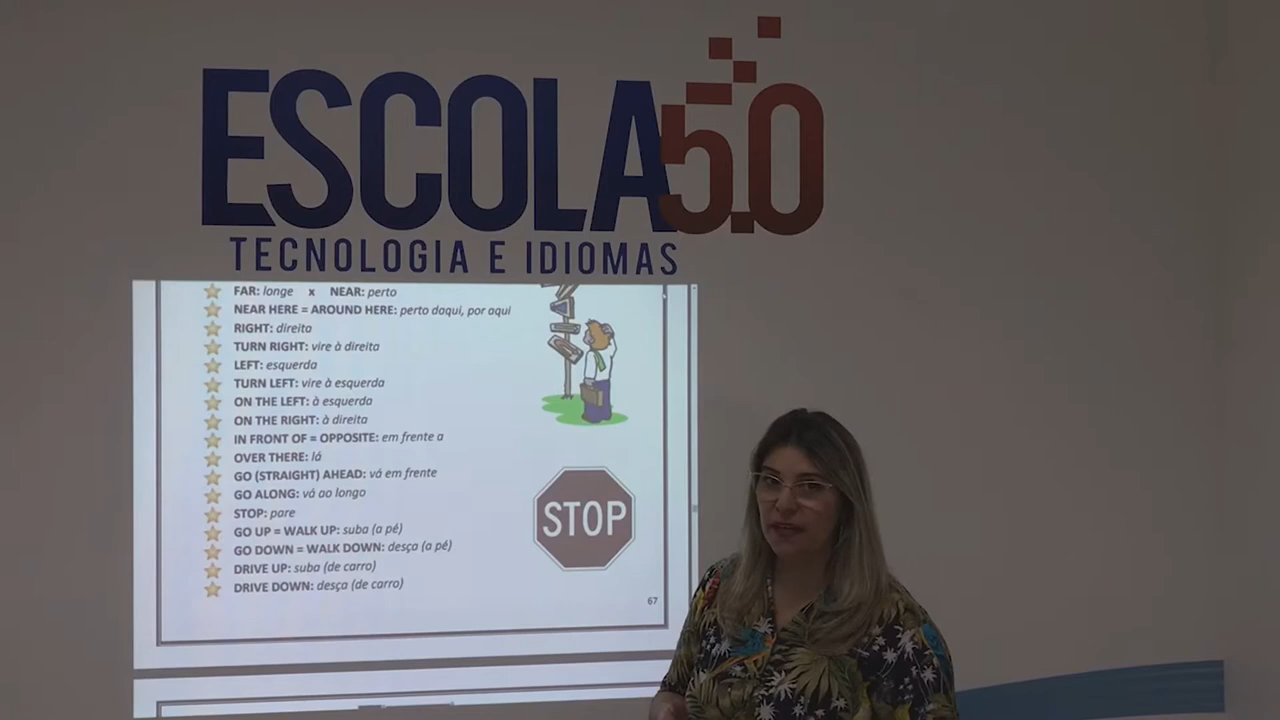 ESCOLA 5.0
TECNOLOGIA E IDIOMAS
FAR: longe x NEAR: perto
NEAR HERE = AROUND HERE: perto daqui, por aqui
RIGHT: direita
TURN RIGHT: vire à direita
LEFT: esquerda
TURN LEFT: vire à esquerda
ON THE LEFT: à esquerda
ON THE RIGHT: à direita
IN FRONT OF = OPPOSITE: em frente a
OVER THERE: lá
GO (STRAIGHT) AHEAD: vá em frente
GO ALONG: vá ao longo
STOP: pare
GO UP = WALK UP: suba (a pé)
GO DOWN = WALK DOWN: desça (a pé)
DRIVE UP: suba (de carro)
DRIVE DOWN: desça (de carro)
STOP
67